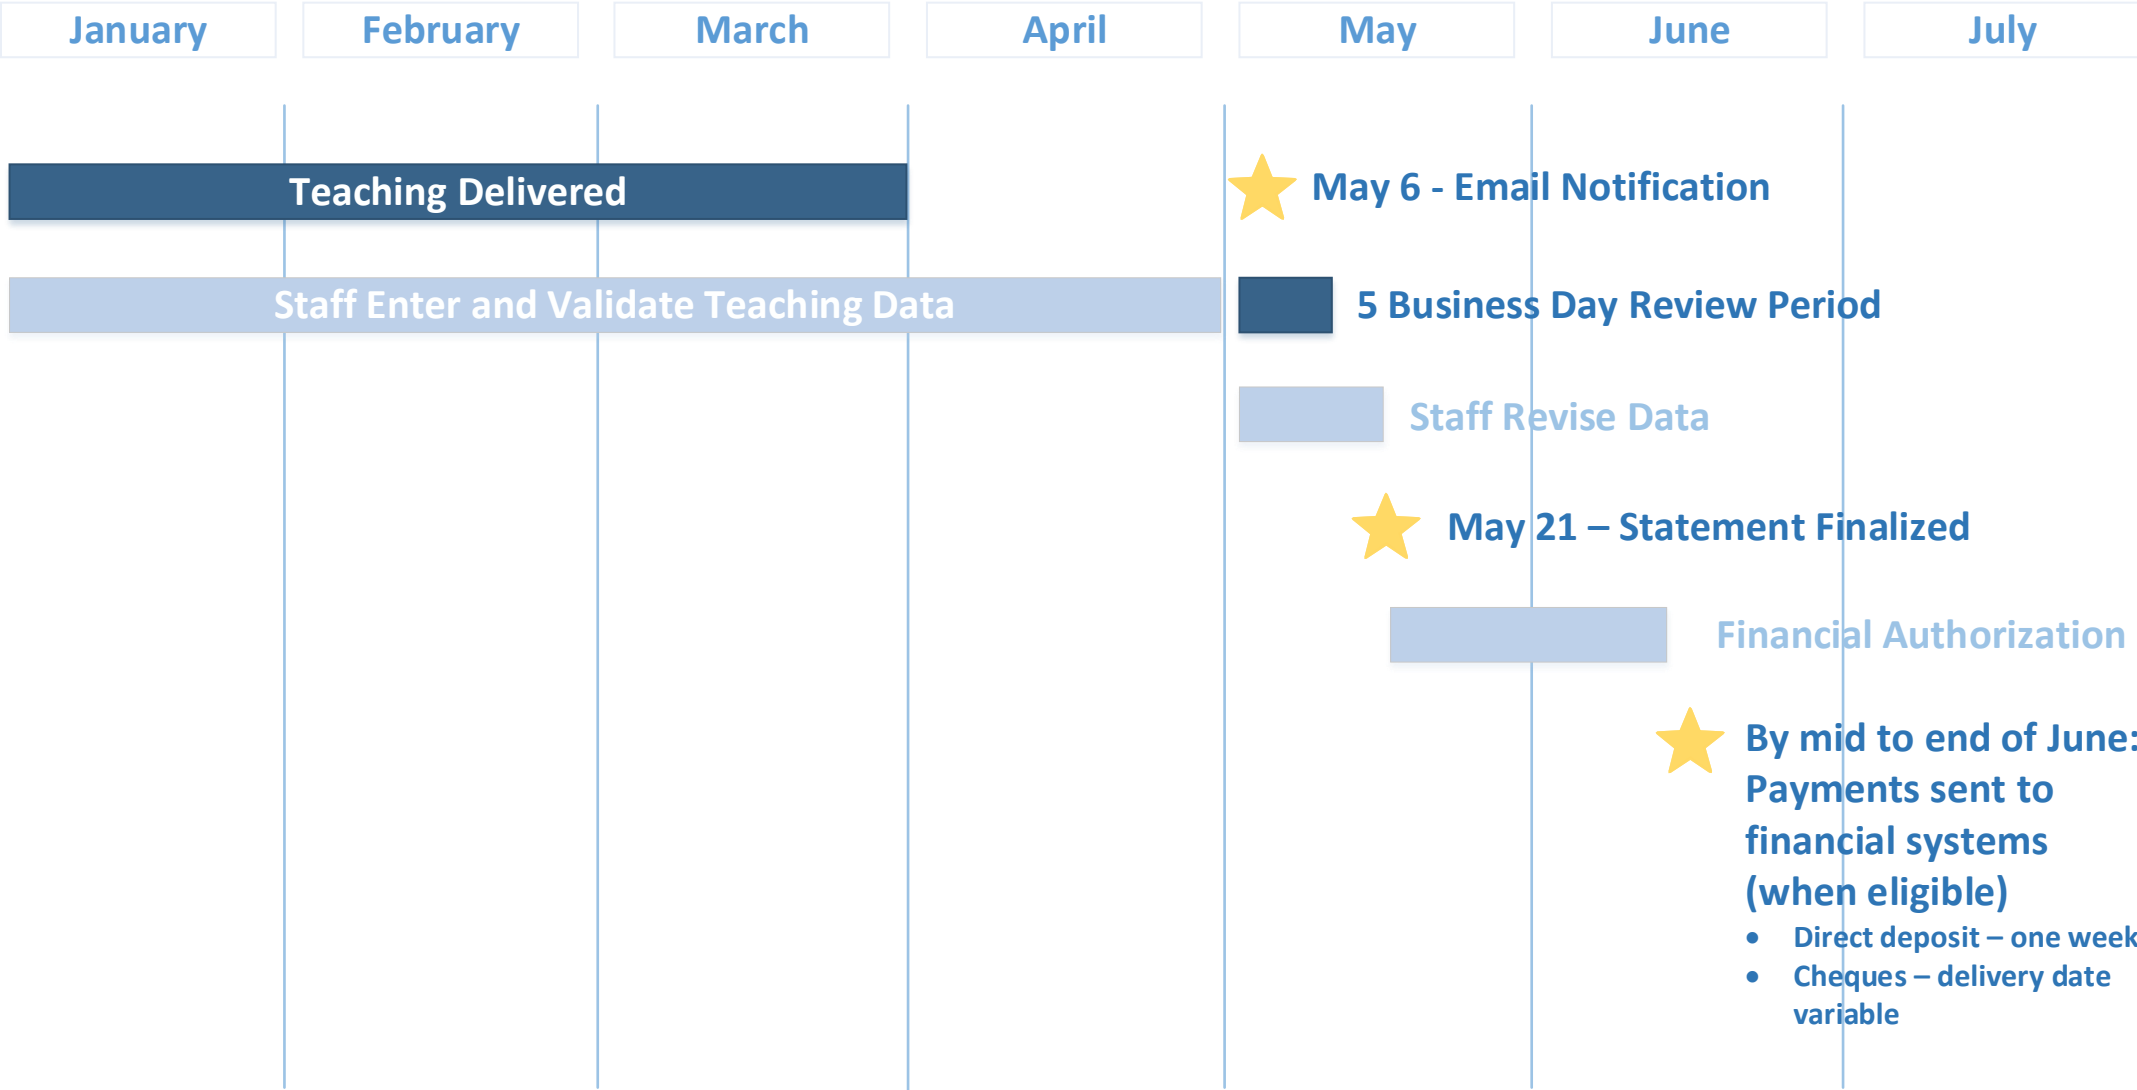 January February March April May June July
Teaching Delivered
May 6 - Email Notification
Staff Enter and Validate Teaching Data
5 Business Day Review Period
Staff Revise Data
May 21 – Statement Finalized
Financial Authorization
By mid to end of June:
Payments sent to
financial systems
(when eligible)
• Direct deposit – one week
• Cheques – delivery date
variable